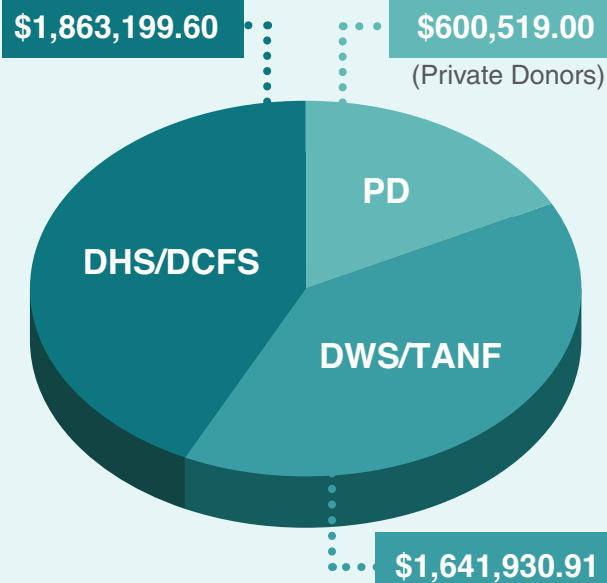 $1,863,199.60
$600,519.00
(Private Donors)
PD
DHS/DCFS
DWS/TANF
$1,641,930.91